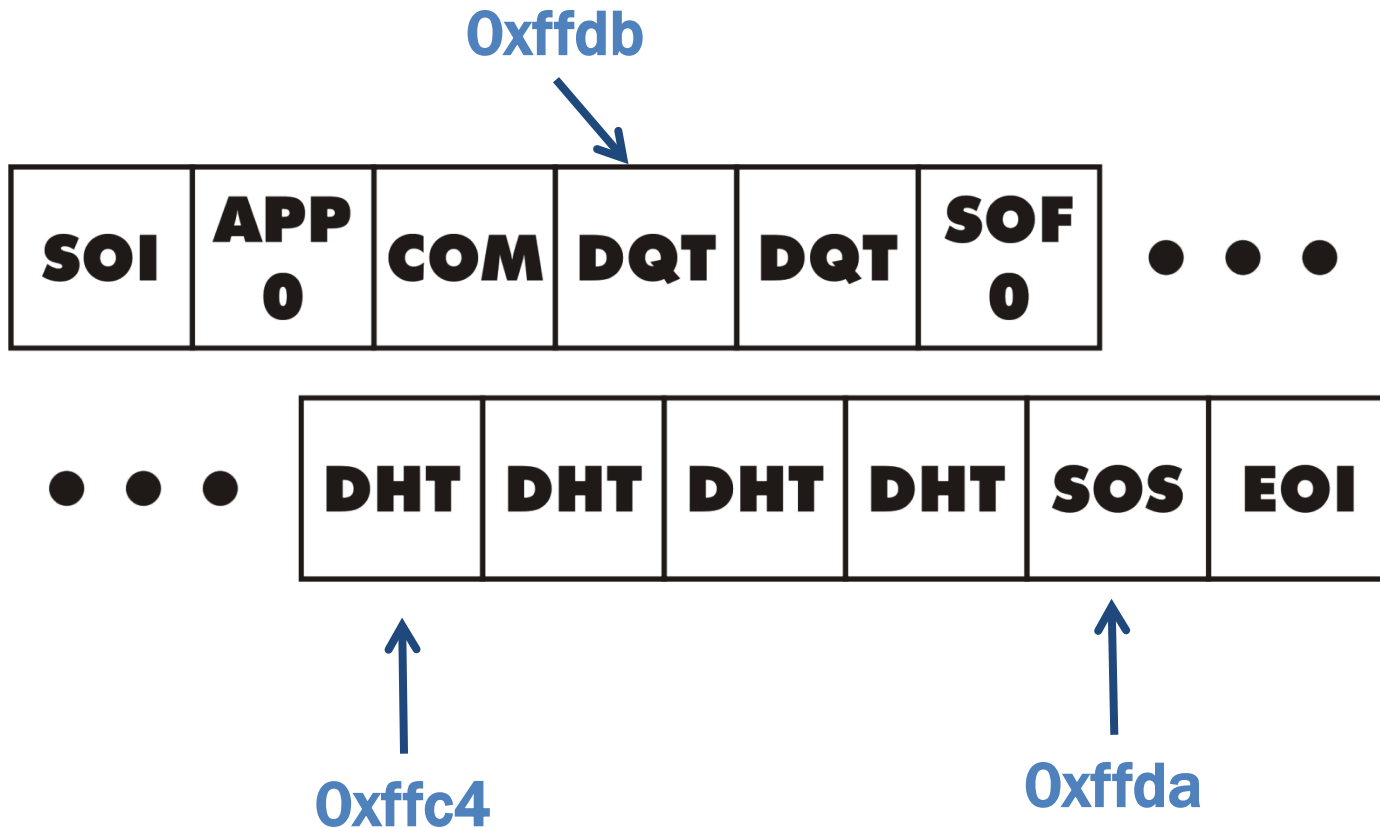 0xffdb
SOI APP 0 COM DQT DQT SOF 0
DHT DHT DHT DHT SOS EOI
0xffc4 0xffda